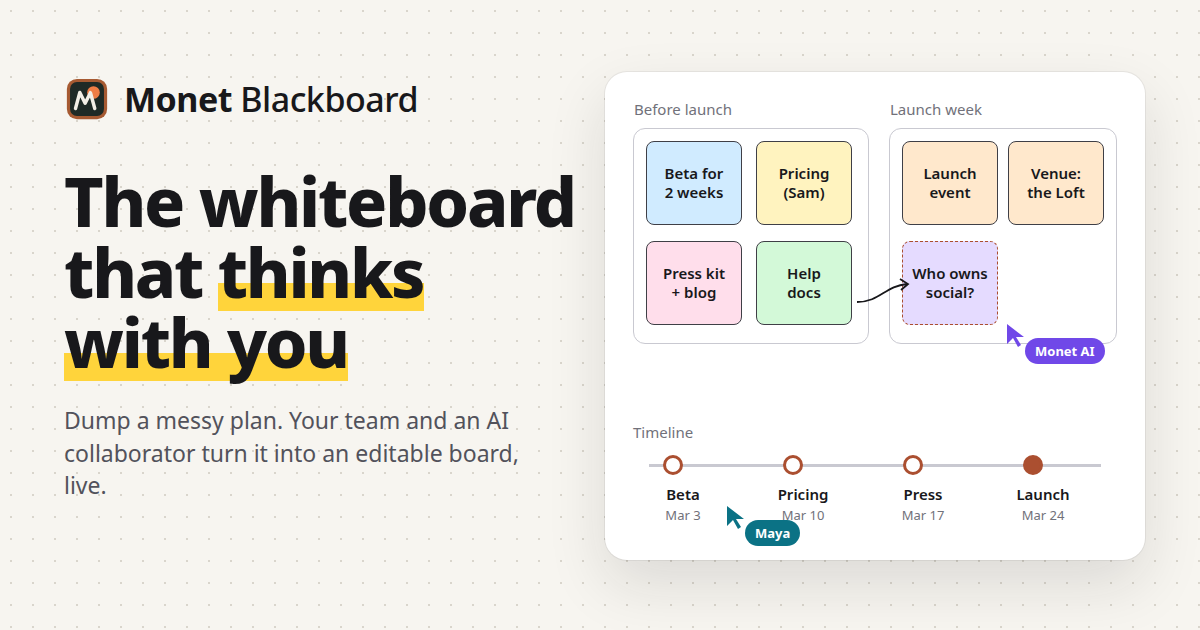 Monet Blackboard
The whiteboard
that thinks
with you
Dump a messy plan. Your team and an AI
collaborator turn it into an editable board,
live.
Before launch
Beta for
2 weeks
Pricing
(Sam)
Press kit
+ blog
Help
docs
Launch week
Launch
event
Venue:
the Loft
Who owns
social?
Monet AI
Timeline
Beta
Mar 3
Pricing
Mar 10
Press
Mar 17
Launch
Mar 24
Maya